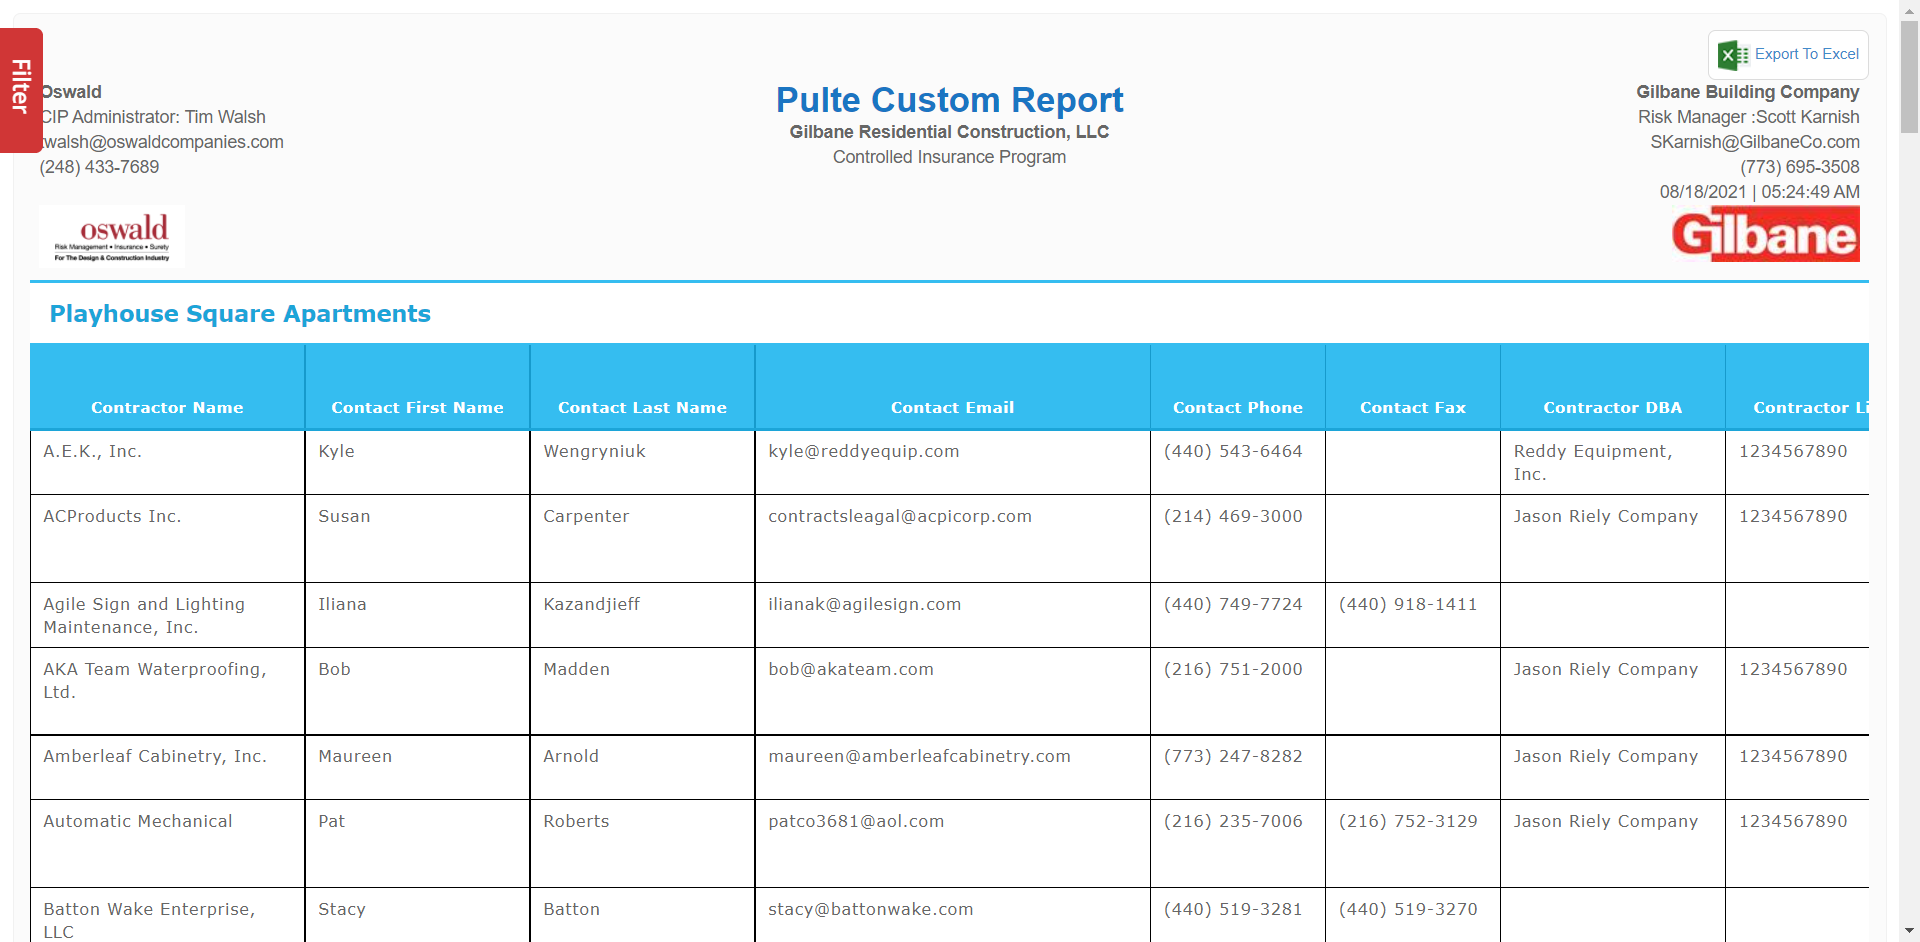 Filter
Export To Excel
Oswald
CIP Administrator: Tim Walsh
twalsh@oswaldcompanies.com
(248) 433-7689
oswald
Risk Management • Insurance • Surety
For The Design & Construction Industry
Pulte Custom Report
Gilbane Residential Construction, LLC
Controlled Insurance Program
Gilbane Building Company
Risk Manager :Scott Karnish
SKarnish@GilbaneCo.com
(773) 695-3508
08/18/2021 | 05:24:49 AM
Gilbane
Playhouse Square Apartments
Contractor Name Contact First Name Contact Last Name Contact Email Contact Phone Contact Fax Contractor DBA Contractor Li
A.E.K., Inc. Kyle Wengryniuk kyle@reddyequip.com (440) 543-6464 Reddy Equipment, 1234567890
Inc.
ACProducts Inc. Susan Carpenter contractsleagal@acpicorp.com (214) 469-3000 Jason Riely Company 1234567890
Agile Sign and Lighting Iliana Kazandjieff ilianak@agilesign.com (440) 749-7724 (440) 918-1411
Maintenance, Inc.
AKA Team Waterproofing, Bob Madden bob@akateam.com (216) 751-2000 Jason Riely Company 1234567890
Ltd.
Amberleaf Cabinetry, Inc. Maureen Arnold maureen@amberleafcabinetry.com (773) 247-8282 Jason Riely Company 1234567890
Automatic Mechanical Pat Roberts patco3681@aol.com (216) 235-7006 (216) 752-3129 Jason Riely Company 1234567890
Batton Wake Enterprise, Stacy Batton stacy@battonwake.com (440) 519-3281 (440) 519-3270
LLC